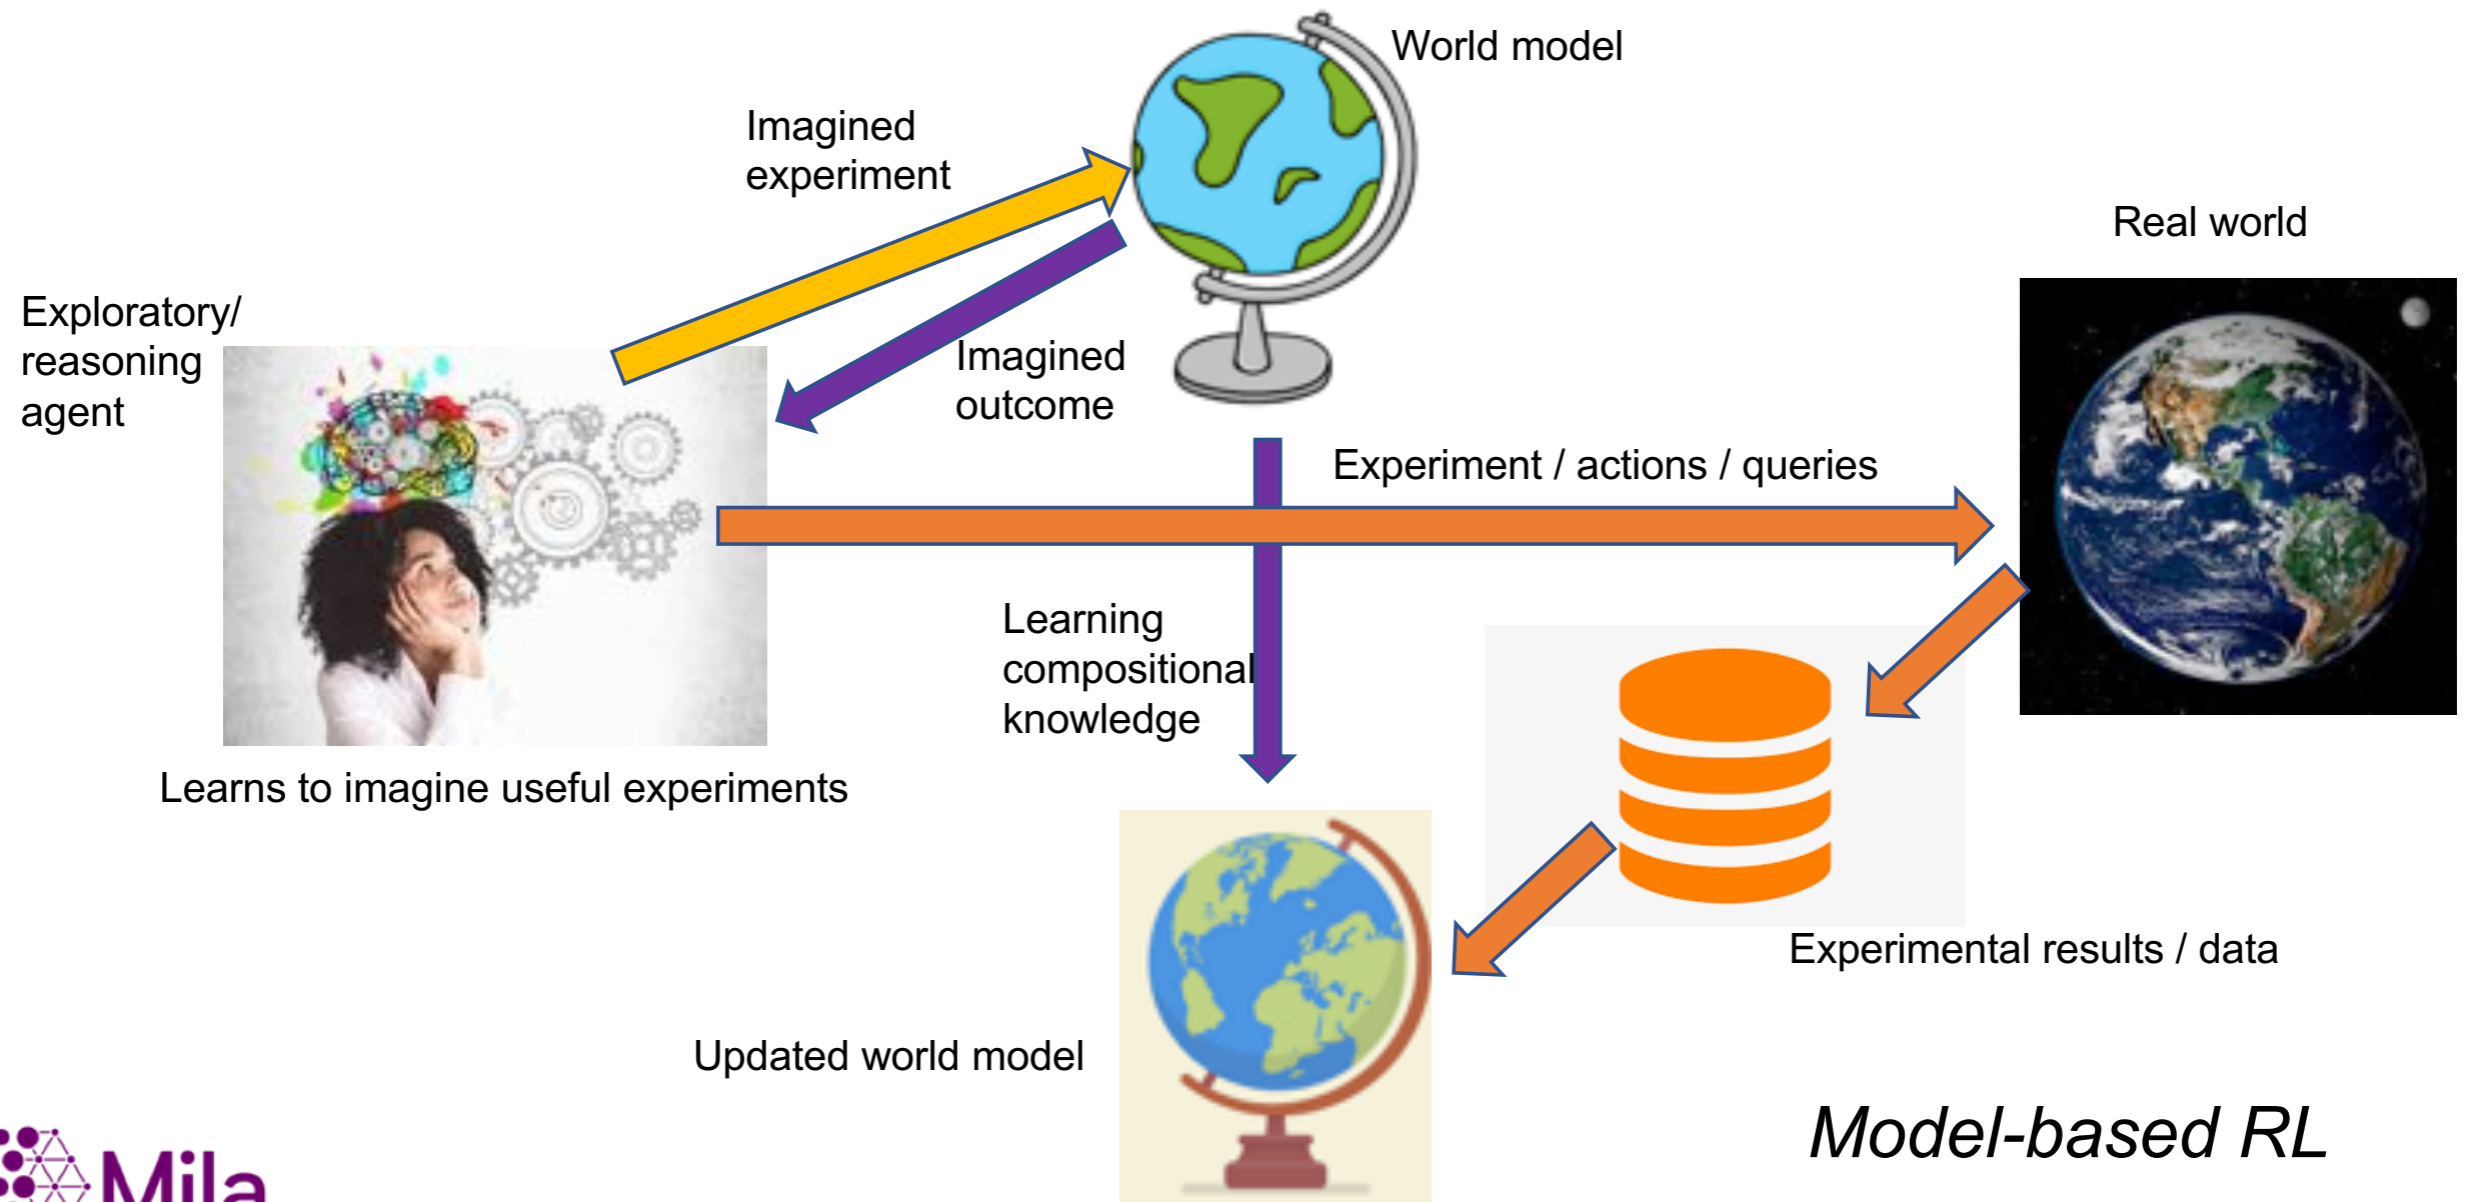 World model
Imagined
experiment
Real world
Exploratory/
reasoning
agent
Imagined
outcome
Experiment / actions / queries
Learning
compositional
knowledge
Learns to imagine useful experiments
Experimental results / data
Updated world model
Model-based RL
Mila